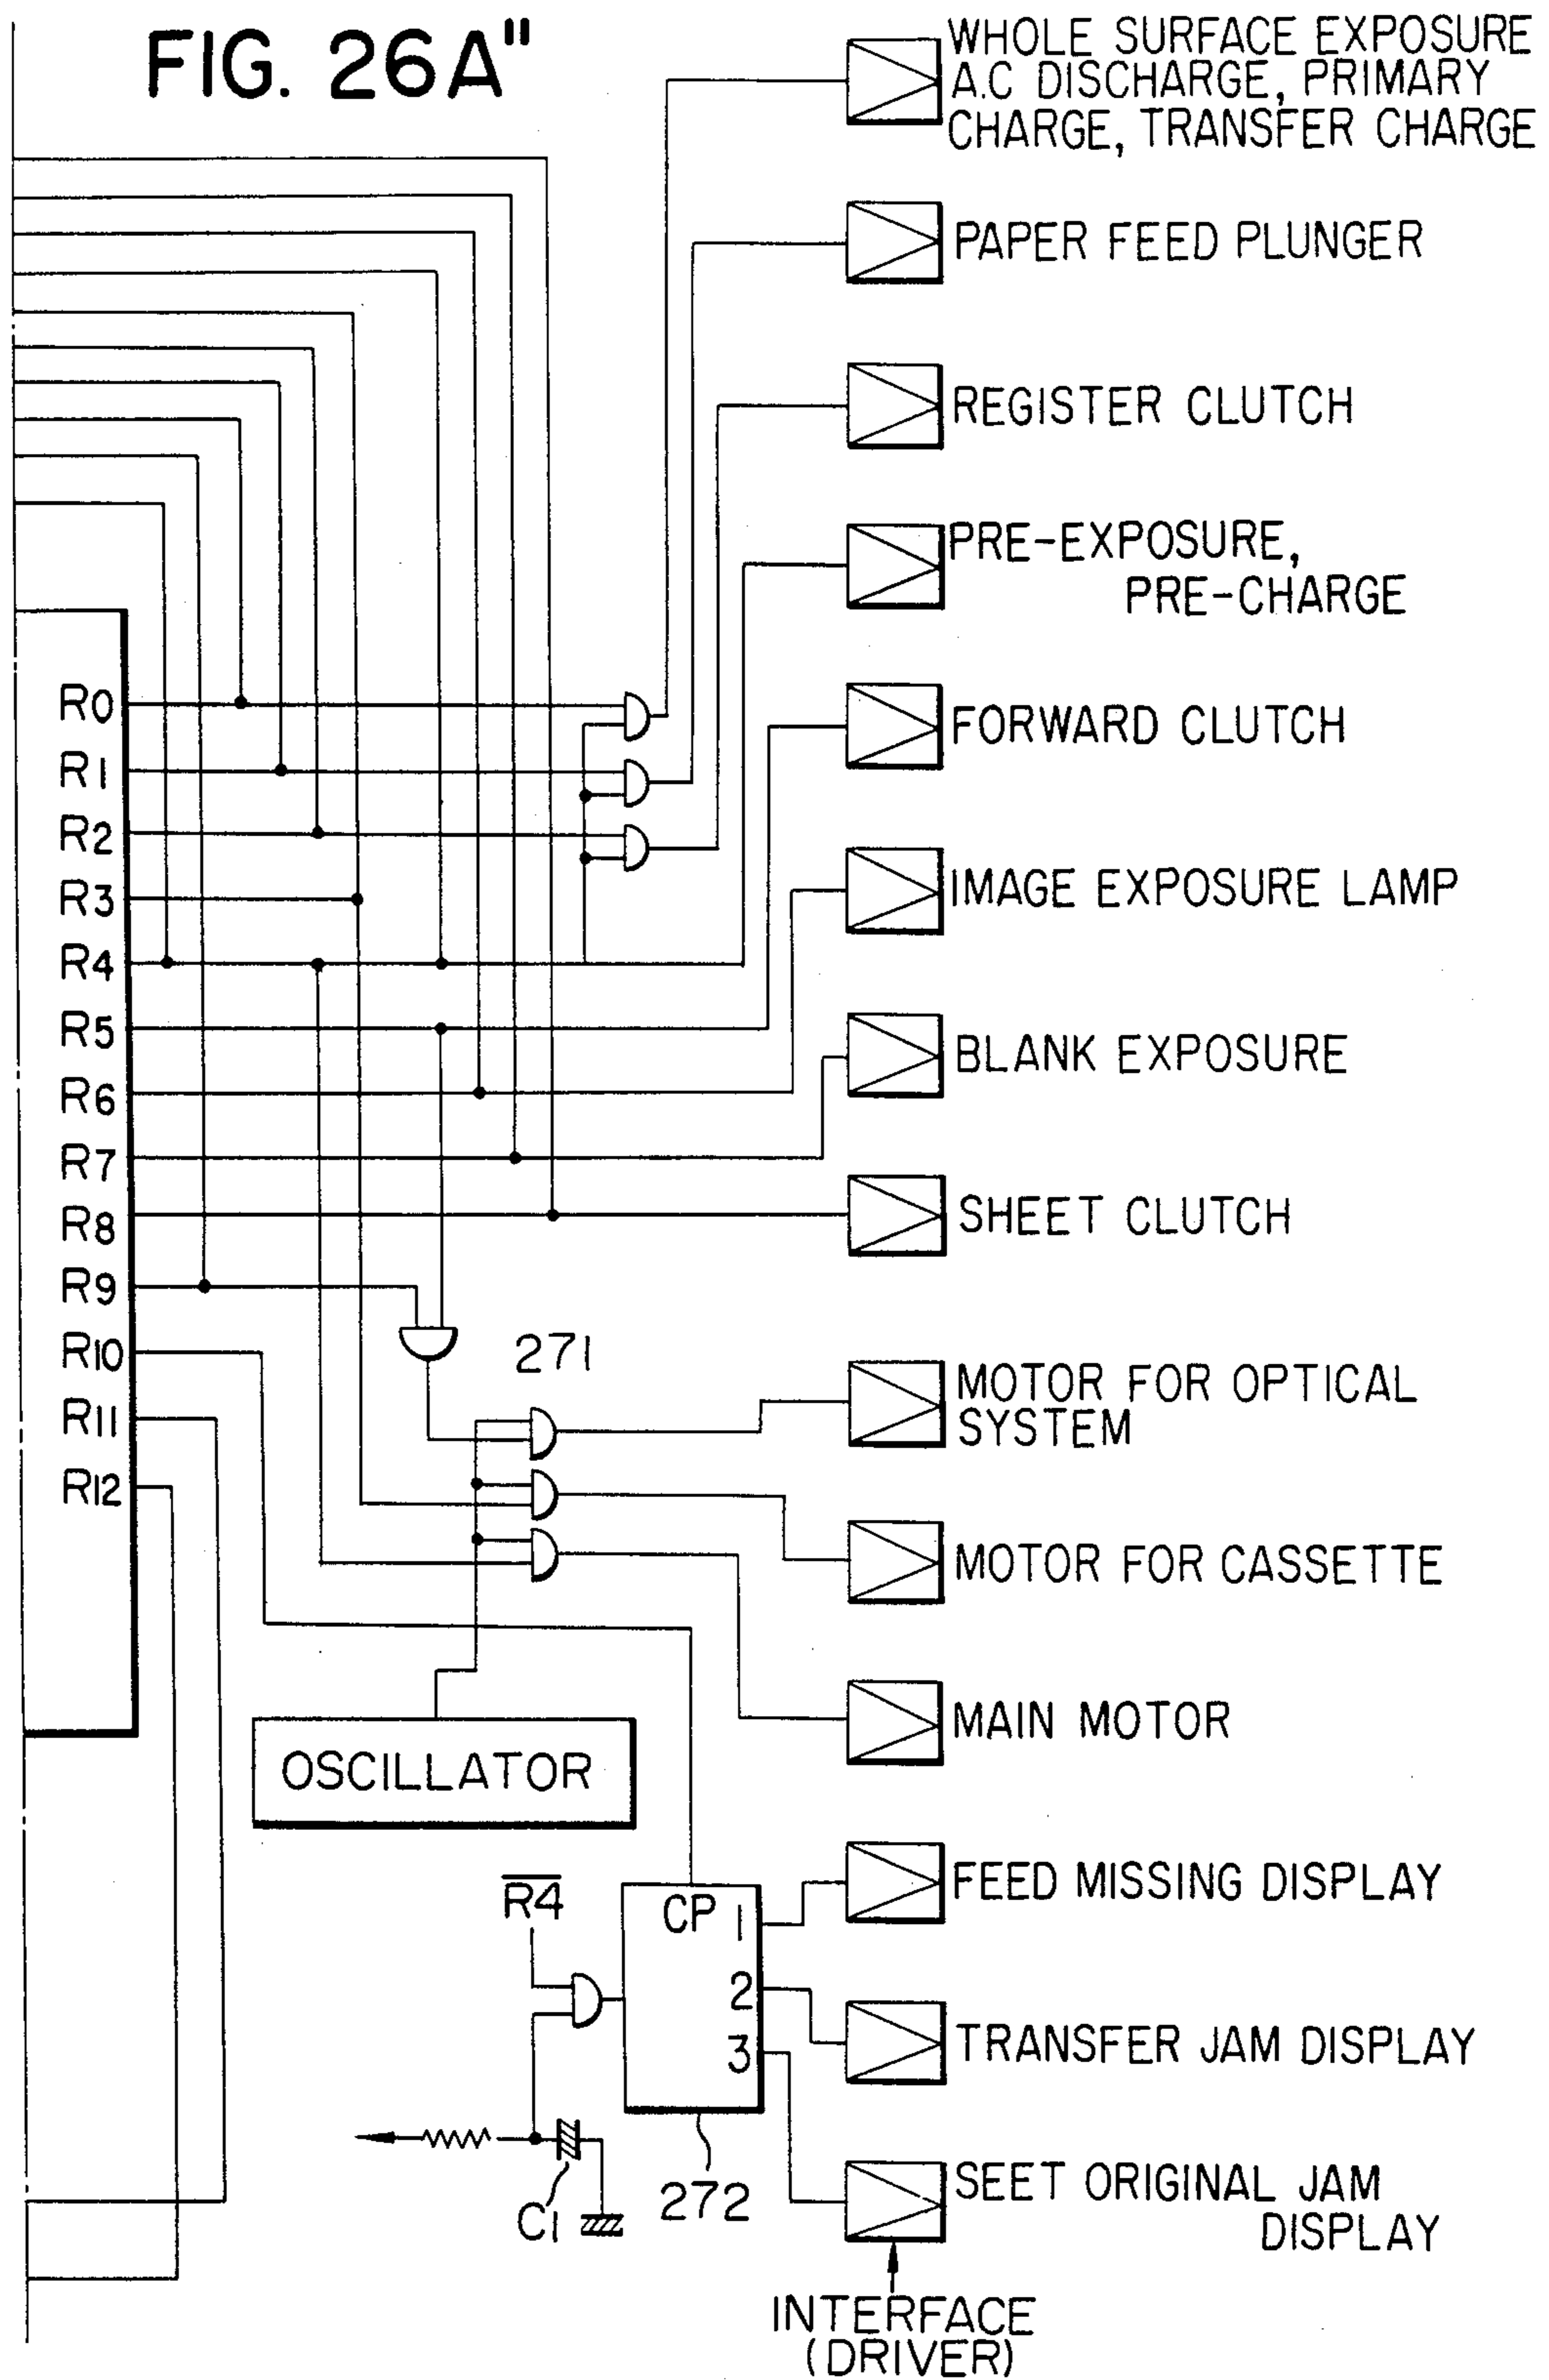 FIG. 26A"
WHOLE SURFACE EXPOSURE
A.C DISCHARGE, PRIMARY
CHARGE, TRANSFER CHARGE
PAPER FEED PLUNGER
REGISTER CLUTCH
PRE-EXPOSURE,
PRE-CHARGE
FORWARD CLUTCH
IMAGE EXPOSURE LAMP
BLANK EXPOSURE
SHEET CLUTCH
MOTOR FOR OPTICAL
SYSTEM
MOTOR FOR CASSETTE
MAIN MOTOR
FEED MISSING DISPLAY
TRANSFER JAM DISPLAY
SEET ORIGINAL JAM
DISPLAY
INTERFACE
(DRIVER)
R0
R1
R2
R3
R4
R5
R6
R7
R8
R9
R10
R11
R12
271
OSCILLATOR
R̅4̅
CP 1
2
3
C1
272